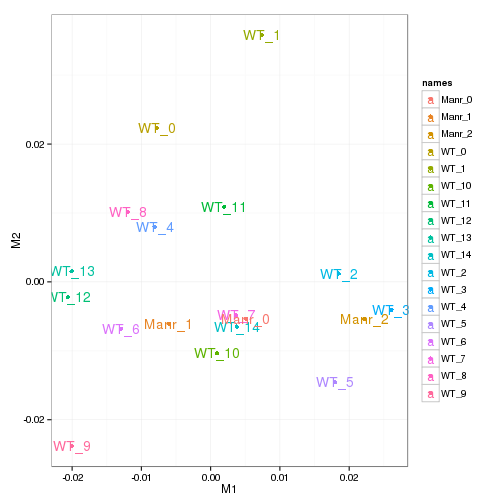 WT_1
WT_0
WT_8
WT_11
WT_4
WT_13
WT_2
WT_12
WT_3
WT_7
Manr_0
Manr_2
Manr_1
WT_6
WT_14
WT_10
WT_5
WT_9
0.02
0.00
-0.02
M2
-0.02
-0.01
0.00
0.01
0.02
M1
names
a Manr_0
a Manr_1
a Manr_2
a WT_0
a WT_1
a WT_10
a WT_11
a WT_12
a WT_13
a WT_14
a WT_2
a WT_3
a WT_4
a WT_5
a WT_6
a WT_7
a WT_8
a WT_9